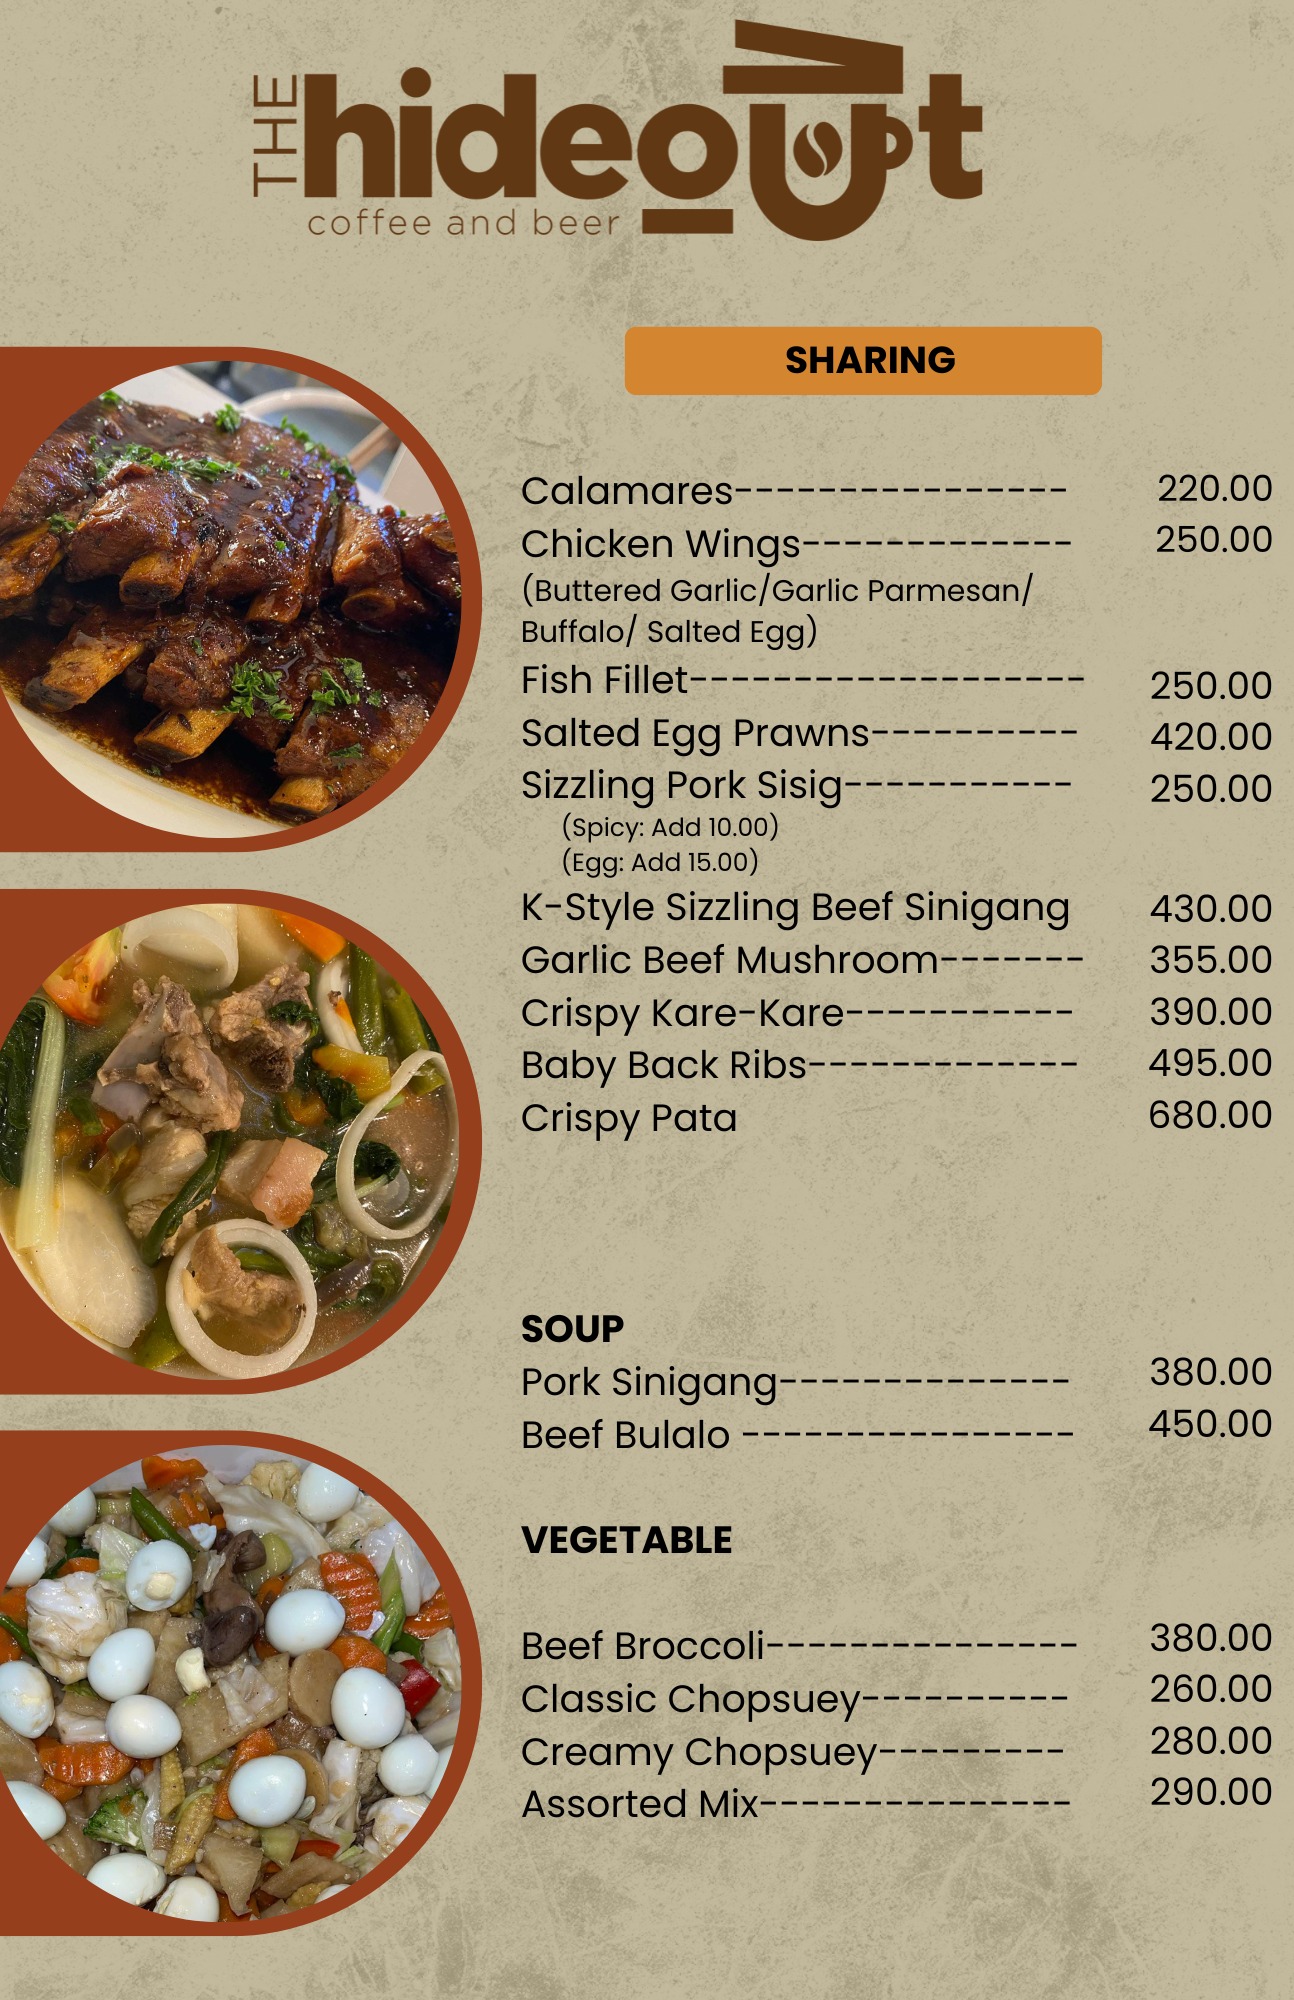 THE hideout
coffee and beer
SHARING
Calamares---------------- 220.00
Chicken Wings------------- 250.00
(Buttered Garlic/Garlic Parmesan/
Buffalo/ Salted Egg)
Fish Fillet------------------- 250.00
Salted Egg Prawns---------- 420.00
Sizzling Pork Sisig----------- 250.00
(Spicy: Add 10.00)
(Egg: Add 15.00)
K-Style Sizzling Beef Sinigang 430.00
Garlic Beef Mushroom------- 355.00
Crispy Kare-Kare----------- 390.00
Baby Back Ribs------------- 495.00
Crispy Pata 680.00
SOUP
Pork Sinigang-------------- 380.00
Beef Bulalo ---------------- 450.00
VEGETABLE
Beef Broccoli--------------- 380.00
Classic Chopsuey---------- 260.00
Creamy Chopsuey--------- 280.00
Assorted Mix--------------- 290.00